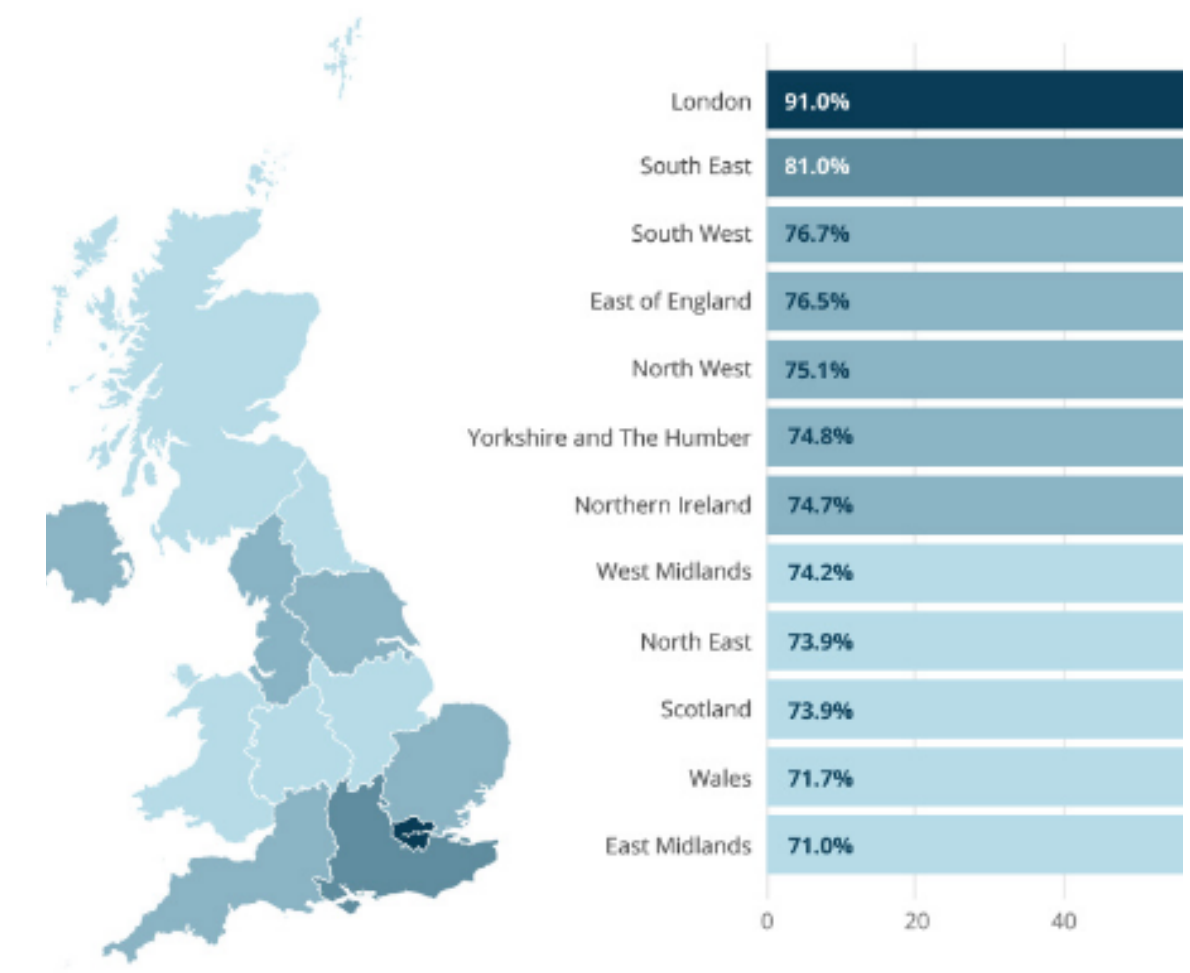 London 91.0%
South East 81.0%
South West 76.7%
East of England 76.5%
North West 75.1%
Yorkshire and The Humber 74.8%
Northern Ireland 74.7%
West Midlands 74.2%
North East 73.9%
Scotland 73.9%
Wales 71.7%
East Midlands 71.0%
0 20 40